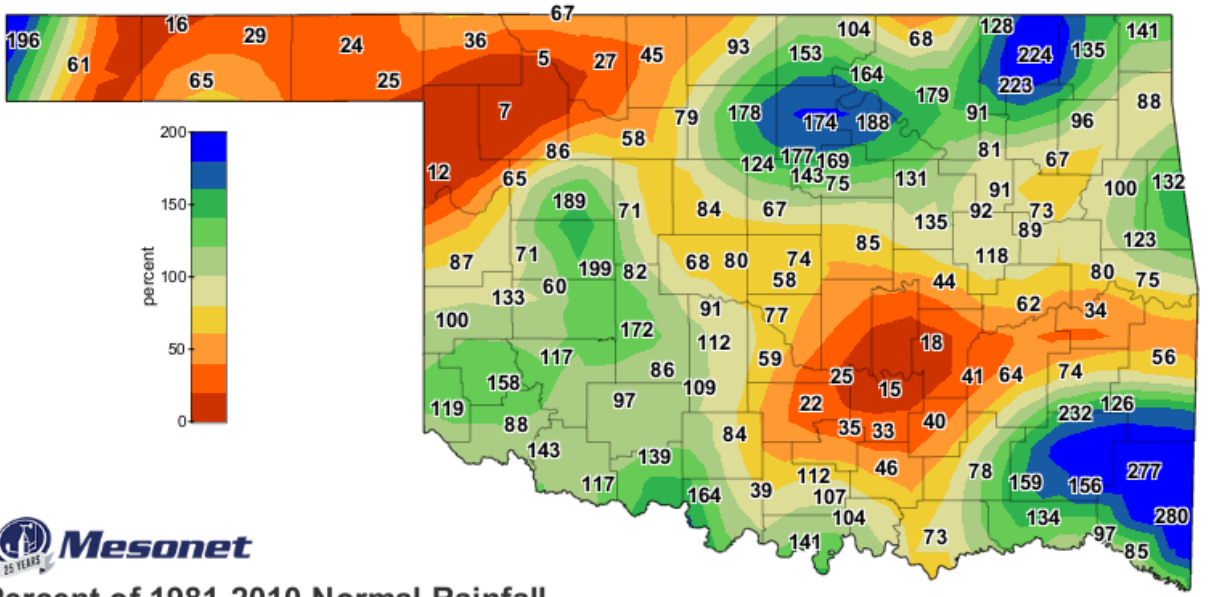 67
16 29 24 36 5 27 45 93 104 68 128 141
196 61 65 25 153 164 224 135
7 79 178 174 188 179 91 223 88
58 86 124 177 169 143 75 131 81 96 67
12 65 189 71 84 67 91 100 132
135 92 73 89 123
87 71 199 82 68 80 74 58 85 118 80 75
133 60 91 77 44 62 34
100 172 112 59 18 56
117 86 109 25 15 41 64 74
158 97 22 232 126
119 88 84 35 33 40
143 139 112 46 78 159 156 277
117 164 39 107 104 134 280
141 73 97 85
200
150
100
50
0
percent
Mesonet
25 YEARS
Percent of 1981-2010 Normal Rainfall